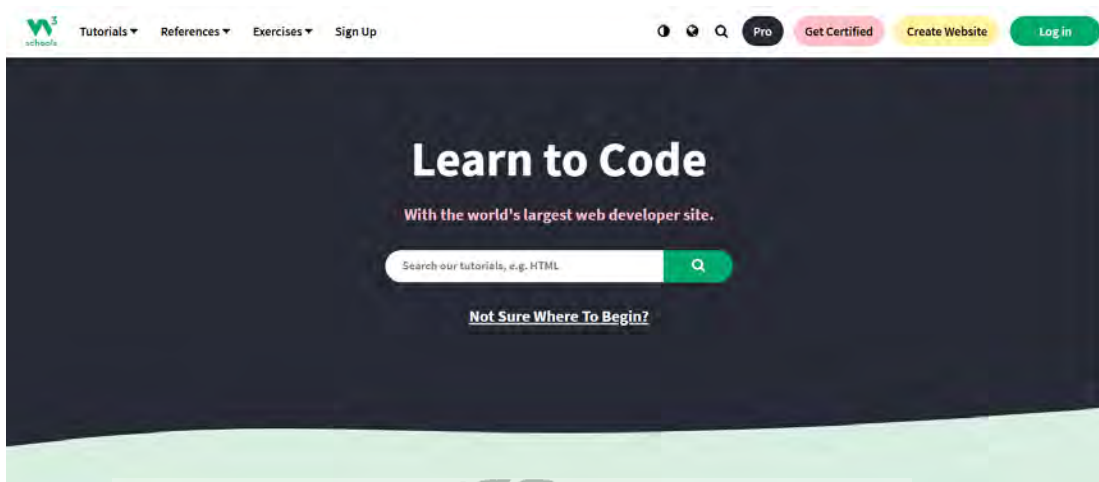 W3
schools
Tutorials
References
Exercises
Sign Up
Pro
Get Certified
Create Website
Log in
Learn to Code
With the world's largest web developer site.
Search our tutorials, e.g. HTML
Not Sure Where To Begin?